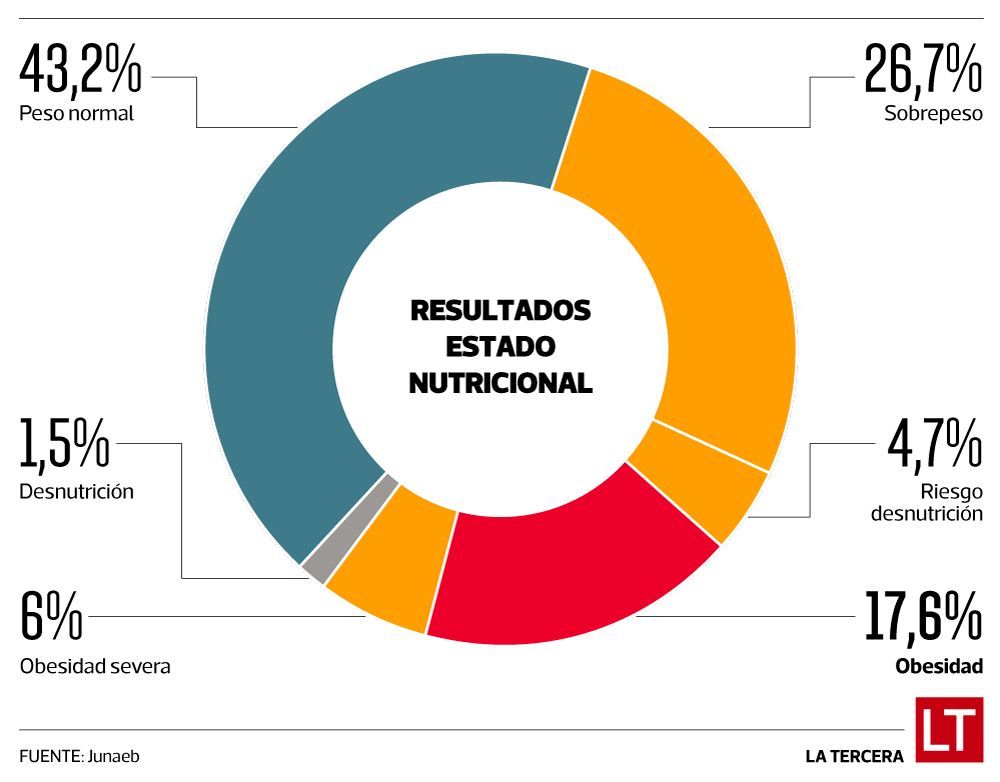 43,2%
Peso normal
26,7%
Sobrepeso
RESULTADOS
ESTADO
NUTRICIONAL
1,5%
Desnutrición
4,7%
Riesgo
desnutrición
6%
Obesidad severa
17,6%
Obesidad
FUENTE: Junaeb
LA TERCERA
LT